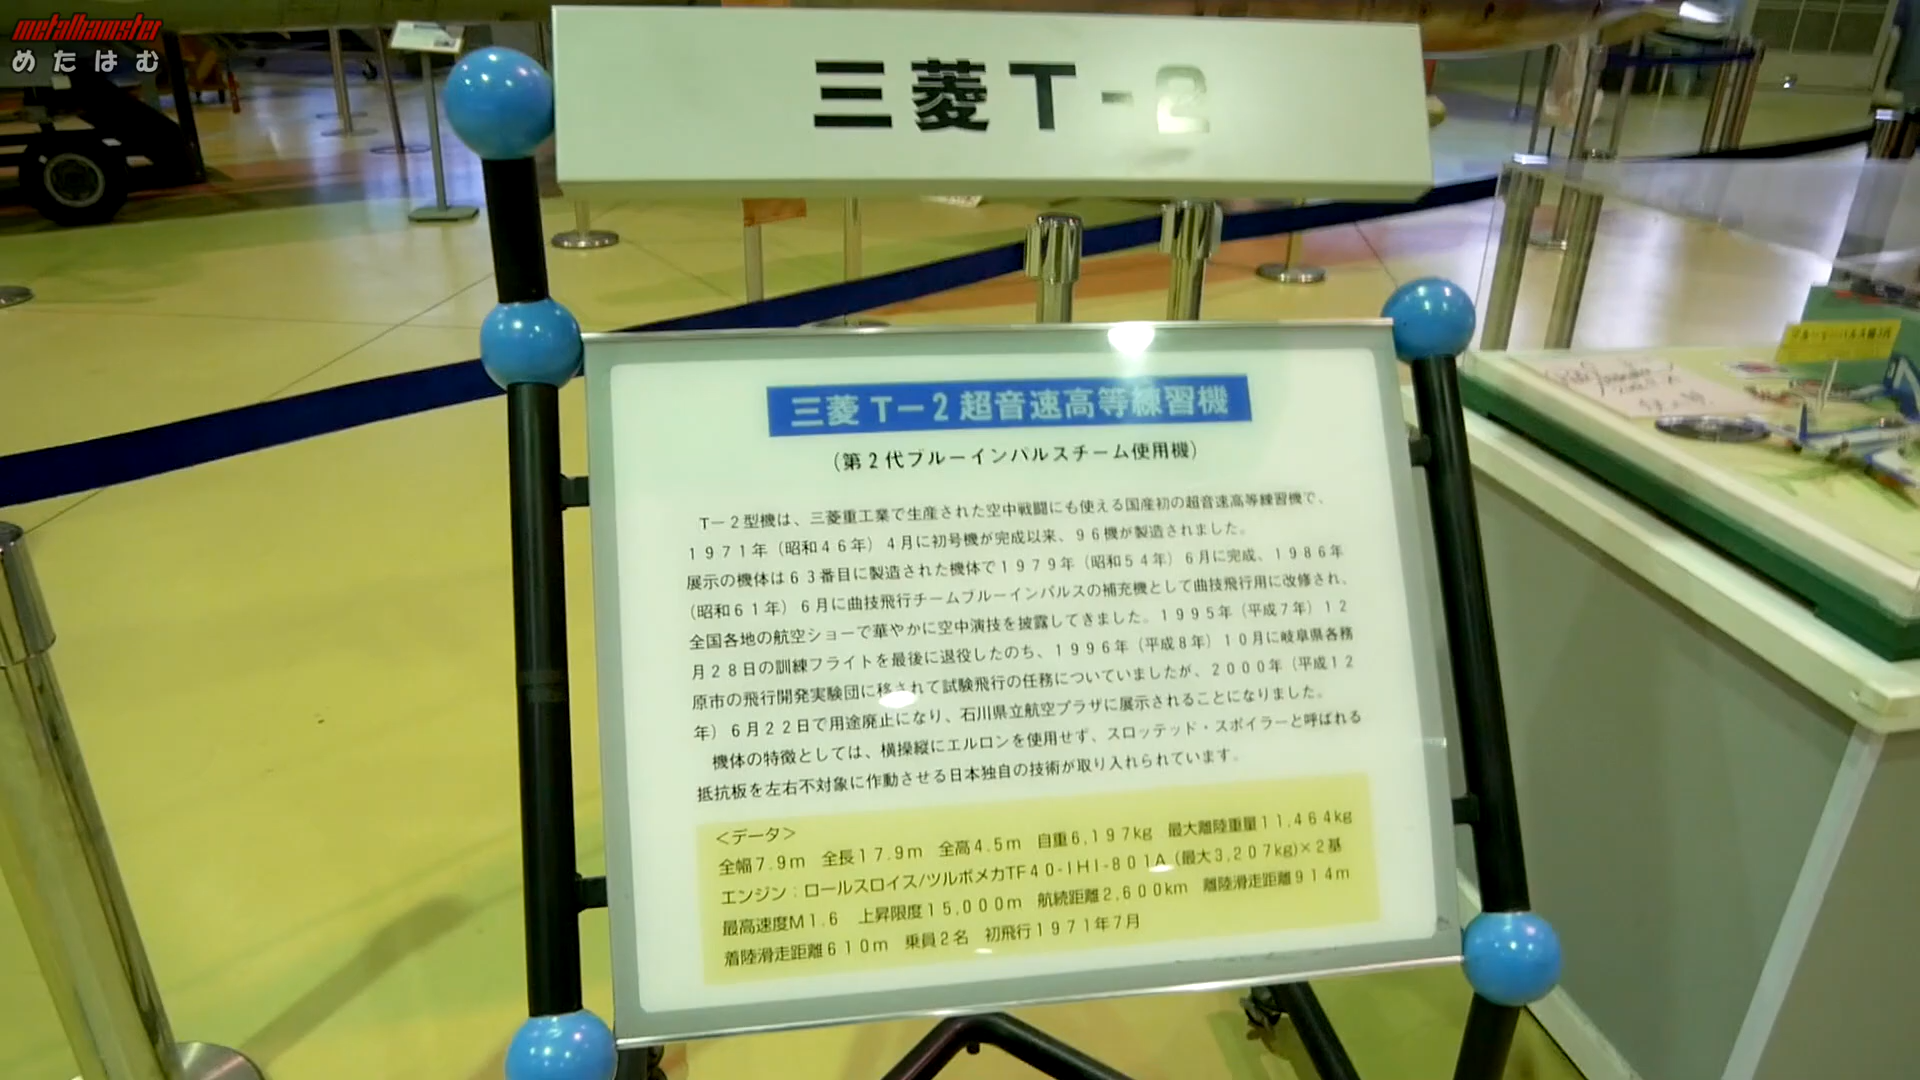 metalhamster
めたはむ
三菱T-2
三菱T－2超音速高等練習機
（第2代ブルーインパルスチーム使用機）
T－2型機は、三菱重工業で生産された空中戦闘にも使える国産初の超音速高等練習機で、
1971年（昭和46年）4月に初号機が完成以来、96機が製造されました。
展示の機体は63番目に製造された機体で1979年（昭和54年）6月に完成、1986年
（昭和61年）6月に曲技飛行チームブルーインパルスの補充機として曲技飛行用に改修され、
全国各地の航空ショーで華やかに空中演技を披露してきました。1995年（平成7年）12
月28日の訓練フライトを最後に退役したのち、1996年（平成8年）10月に岐阜県各務
原市の飛行開発実験団に移されて試験飛行の任務についていましたが、2000年（平成12
年）6月22日で用途廃止になり、石川県立航空プラザに展示されることになりました。
機体の特徴としては、横操縦にエルロンを使用せず、スロッテッド・スポイラーと呼ばれる
抵抗板を左右不対象に作動させる日本独自の技術が取り入れられています。
＜データ＞
全幅7.9m 全長17.9m 全高4.5m 自重6,197kg 最大離陸重量11,464kg
エンジン：ロールスロイス/ツルボメカTF40-IHI-801A（最大3,207kg)×2基
最高速度M1.6 上昇限度15,000m 航続距離2,600km 離陸滑走距離914m
着陸滑走距離610m 乗員2名 初飛行1971年7月